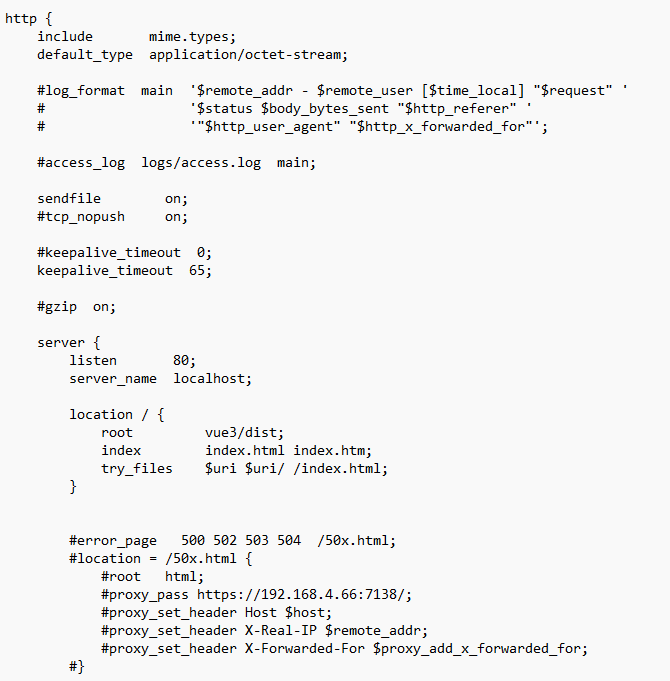 http {
    include       mime.types;
    default_type  application/octet-stream;

    #log_format  main  '$remote_addr - $remote_user [$time_local] "$request" '
    #                  '$status $body_bytes_sent "$http_referer" '
    #                  '"$http_user_agent" "$http_x_forwarded_for"';

    #access_log  logs/access.log  main;

    sendfile        on;
    #tcp_nopush     on;

    #keepalive_timeout  0;
    keepalive_timeout  65;

    #gzip  on;

    server {
        listen       80;
        server_name  localhost;

        location / {
            root         vue3/dist;
            index        index.html index.htm;
            try_files    $uri $uri/ /index.html;
        }


        #error_page   500 502 503 504  /50x.html;
        #location = /50x.html {
            #root   html;
            #proxy_pass https://192.168.4.66:7138/;
            #proxy_set_header Host $host;
            #proxy_set_header X-Real-IP $remote_addr;
            #proxy_set_header X-Forwarded-For $proxy_add_x_forwarded_for;
        #}